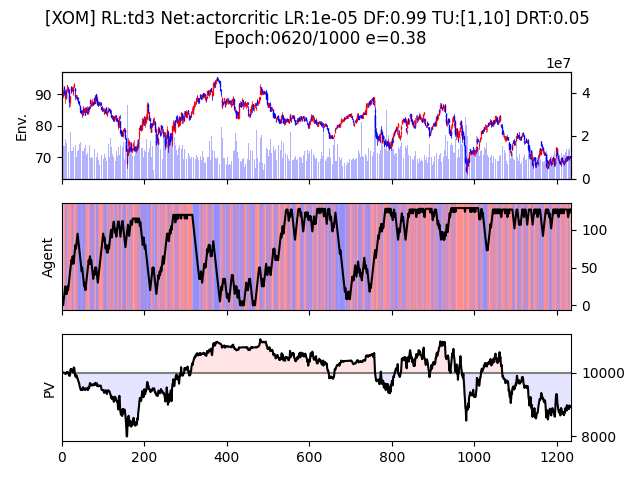 [XOM] RL:td3 Net:actorcritic LR:1e-05 DF:0.99 TU:[1,10] DRT:0.05
Epoch:0620/1000 e=0.38
1e7
Env.
90
80
70
4
2
0
Agent
100
50
0
PV
10000
8000
0 200 400 600 800 1000 1200